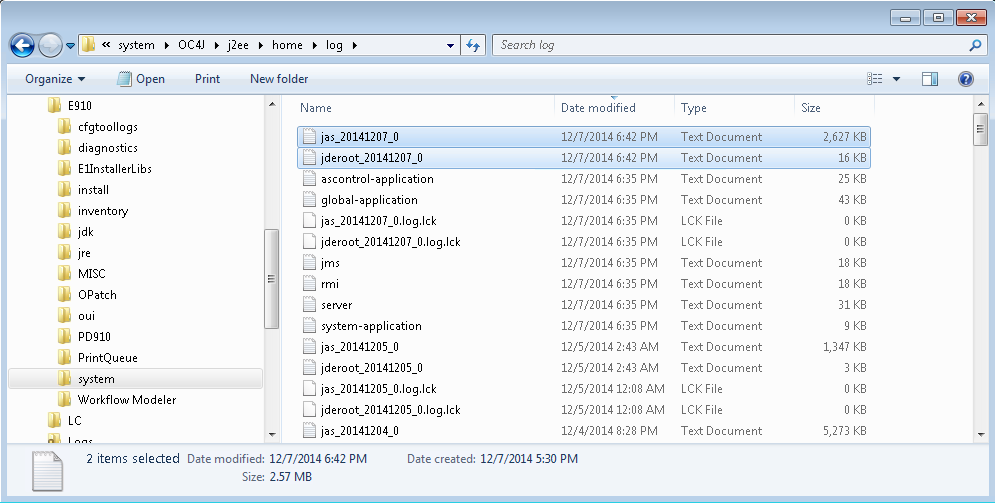 « system ▸ OC4J ▸ j2ee ▸ home ▸ log ▸ Search log
Organize Open Print New folder
E910
cfgtoollogs
diagnostics
E1InstallerLibs
install
inventory
jdk
jre
MISC
OPatch
oui
PD910
PrintQueue
system
Workflow Modeler
LC
Logs
Name Date modified Type Size
jas_20141207_0 12/7/2014 6:42 PM Text Document 2,627 KB
jderoot_20141207_0 12/7/2014 6:42 PM Text Document 16 KB
ascontrol-application 12/7/2014 6:35 PM Text Document 25 KB
global-application 12/7/2014 6:35 PM Text Document 43 KB
jas_20141207_0.log.lck 12/7/2014 6:35 PM LCK File 0 KB
jderoot_20141207_0.log.lck 12/7/2014 6:35 PM LCK File 0 KB
jms 12/7/2014 6:35 PM Text Document 18 KB
rmi 12/7/2014 6:35 PM Text Document 18 KB
server 12/7/2014 6:35 PM Text Document 31 KB
system-application 12/7/2014 6:35 PM Text Document 9 KB
jas_20141205_0 12/5/2014 2:43 AM Text Document 1,347 KB
jderoot_20141205_0 12/5/2014 2:43 AM Text Document 3 KB
jas_20141205_0.log.lck 12/5/2014 12:08 AM LCK File 0 KB
jderoot_20141205_0.log.lck 12/5/2014 12:08 AM LCK File 0 KB
jas_20141204_0 12/4/2014 8:28 PM Text Document 5,273 KB
2 items selected Date modified: 12/7/2014 6:42 PM Date created: 12/7/2014 5:30 PM
Size: 2.57 MB